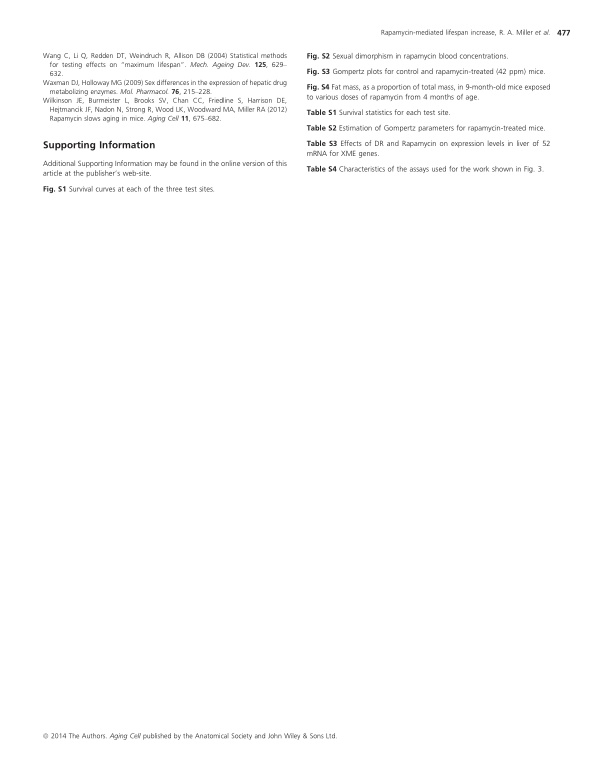 Rapamycin-mediated lifespan increase, R. A. Miller et al. 477
Wang C, Li Q, Redden DT, Weindruch R, Allison DB (2004) Statistical methods
for testing effects on "maximum lifespan". Mech. Ageing Dev. 125, 629–
632.
Waxman DJ, Holloway MG (2009) Sex differences in the expression of hepatic drug
metabolizing enzymes. Mol. Pharmacol. 76, 215–228.
Wilkinson JE, Burmeister L, Brooks SV, Chan CC, Friedline S, Harrison DE,
Hejtmancik JF, Nadon N, Strong R, Wood LK, Woodward MA, Miller RA (2012)
Rapamycin slows aging in mice. Aging Cell 11, 675–682.
Supporting Information
Additional Supporting Information may be found in the online version of this
article at the publisher's web-site.
Fig. S1 Survival curves at each of the three test sites.
Fig. S2 Sexual dimorphism in rapamycin blood concentrations.
Fig. S3 Gompertz plots for control and rapamycin-treated (42 ppm) mice.
Fig. S4 Fat mass, as a proportion of total mass, in 9-month-old mice exposed
to various doses of rapamycin from 4 months of age.
Table S1 Survival statistics for each test site.
Table S2 Estimation of Gompertz parameters for rapamycin-treated mice.
Table S3 Effects of DR and Rapamycin on expression levels in liver of 52
mRNA for XME genes.
Table S4 Characteristics of the assays used for the work shown in Fig. 3.
© 2014 The Authors. Aging Cell published by the Anatomical Society and John Wiley & Sons Ltd.